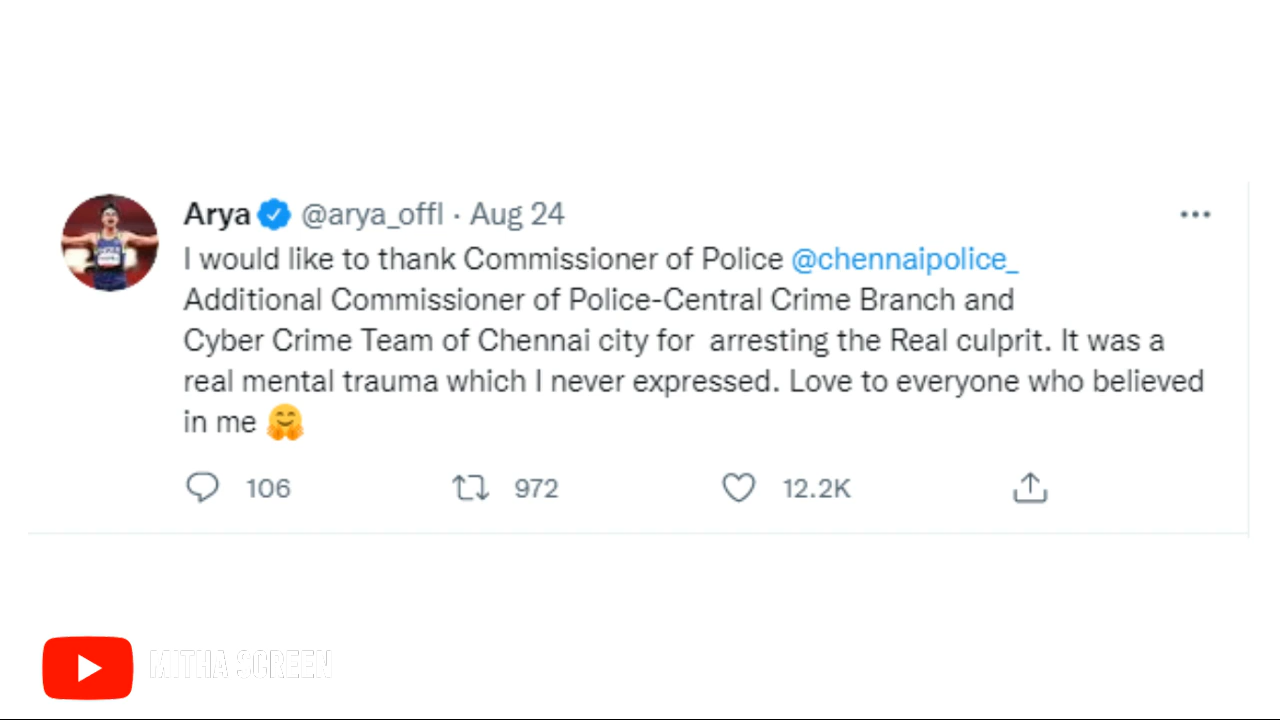 Arya @arya_offl · Aug 24
I would like to thank Commissioner of Police @chennaipolice_
Additional Commissioner of Police-Central Crime Branch and
Cyber Crime Team of Chennai city for  arresting the Real culprit. It was a
real mental trauma which I never expressed. Love to everyone who believed
in me 🤗
106 972 12.2K
MITHA SCREEN